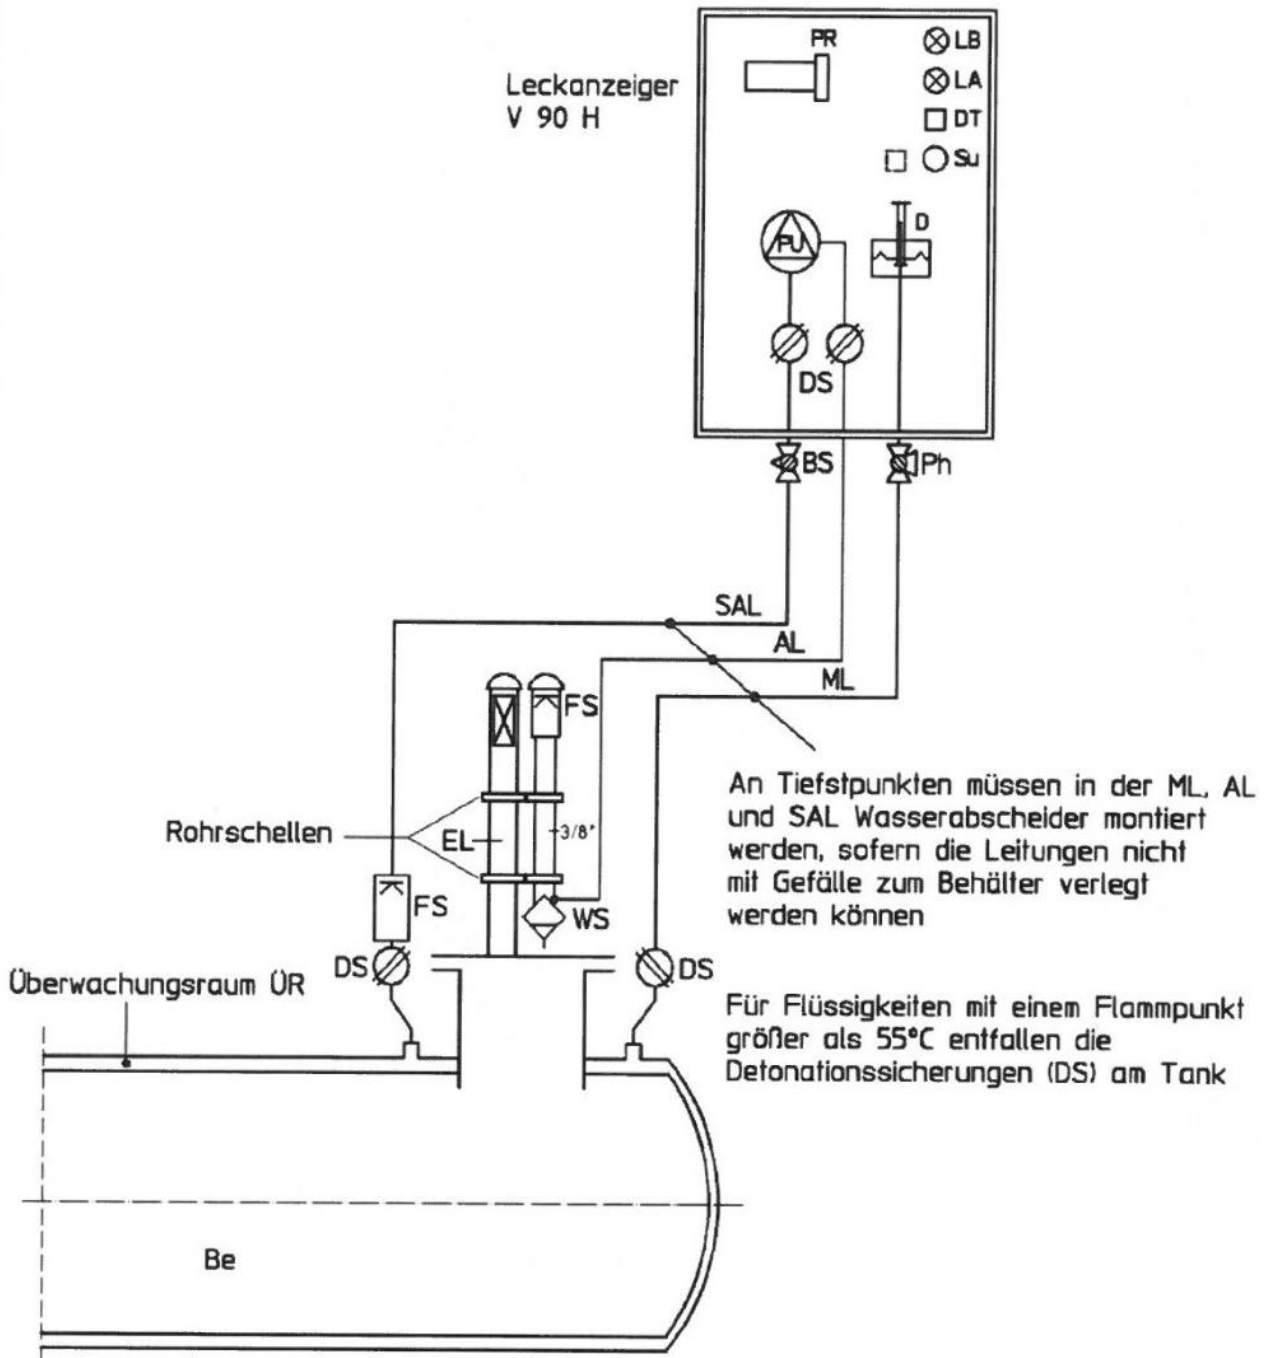 PR
LB
LA
DT
Su
Leckanzeiger
V 90 H
D
PU
DS
BS
Ph
SAL
AL
ML
FS
An Tiefstpunkten müssen in der ML, AL
und SAL Wasserabscheider montiert
werden, sofern die Leitungen nicht
mit Gefälle zum Behälter verlegt
werden können
Rohrschellen
EL
3/8"
FS
WS
DS
DS
Überwachungsraum ÜR
Für Flüssigkeiten mit einem Flammpunkt
größer als 55°C entfallen die
Detonationssicherungen (DS) am Tank
Be